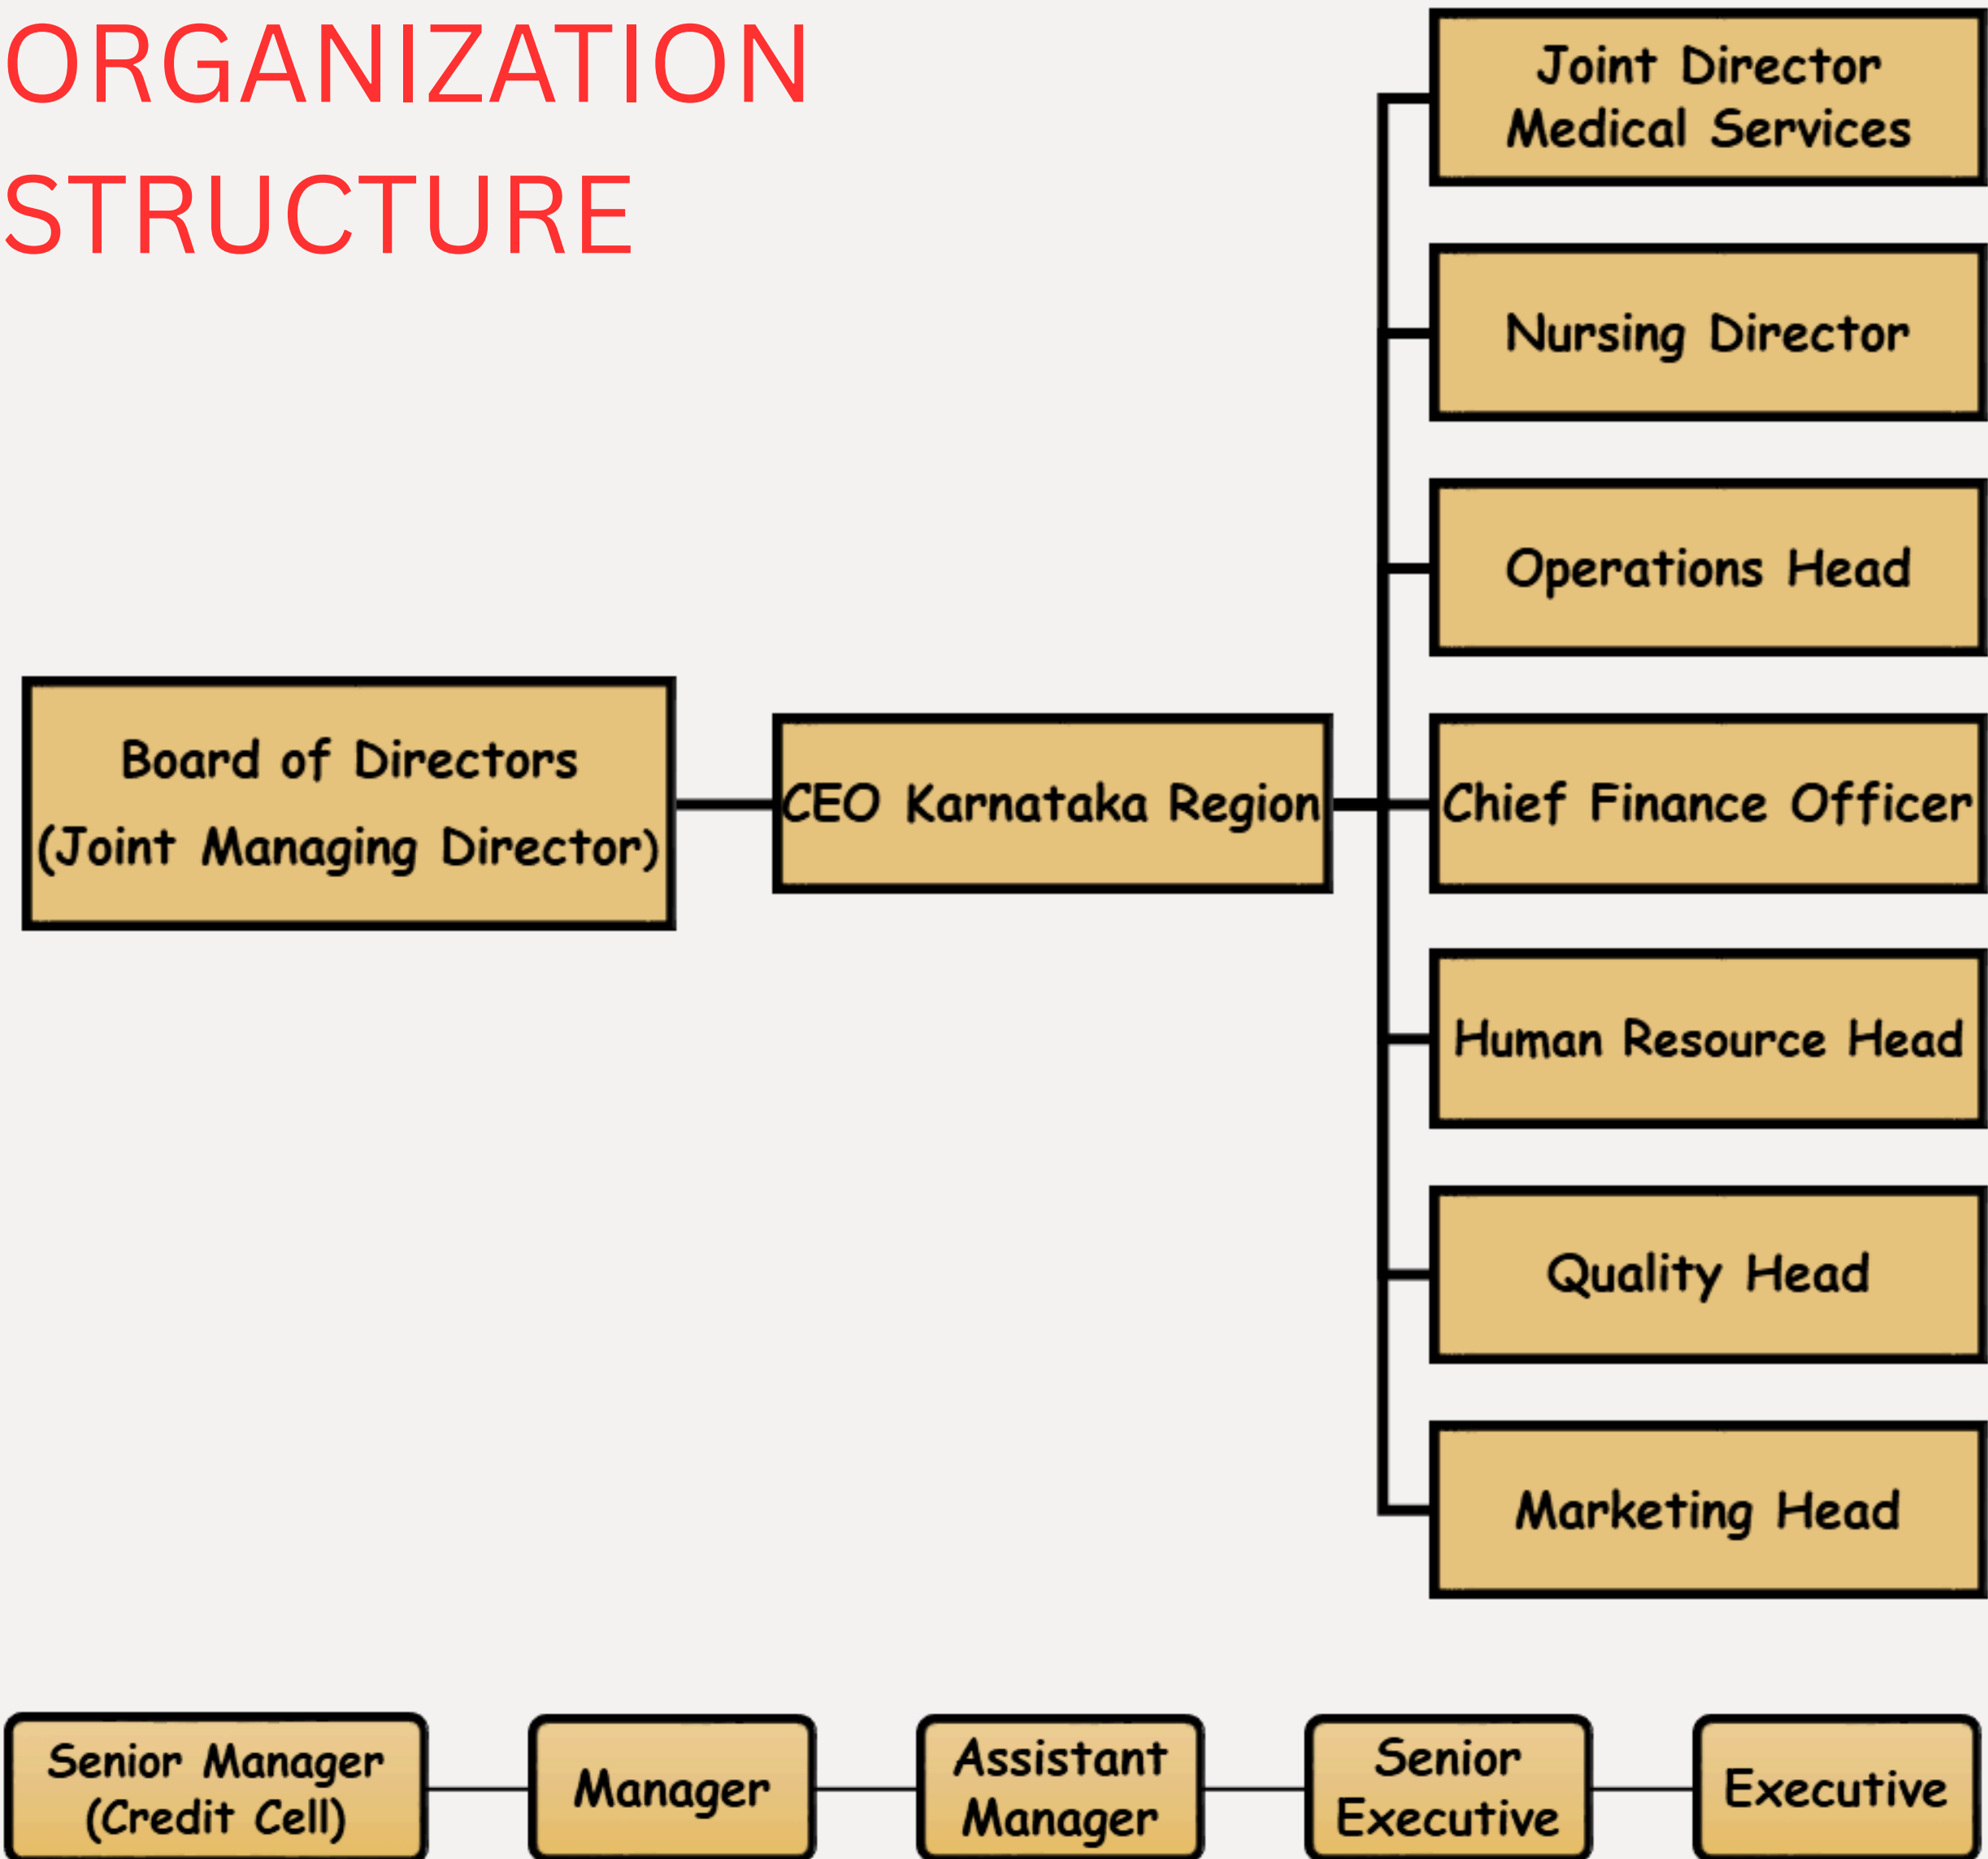 ORGANIZATION
STRUCTURE
Joint Director
Medical Services
Nursing Director
Operations Head
Board of Directors
(Joint Managing Director)
CEO Karnataka Region
Chief Finance Officer
Human Resource Head
Quality Head
Marketing Head
Senior Manager
(Credit Cell)
Manager
Assistant
Manager
Senior
Executive
Executive